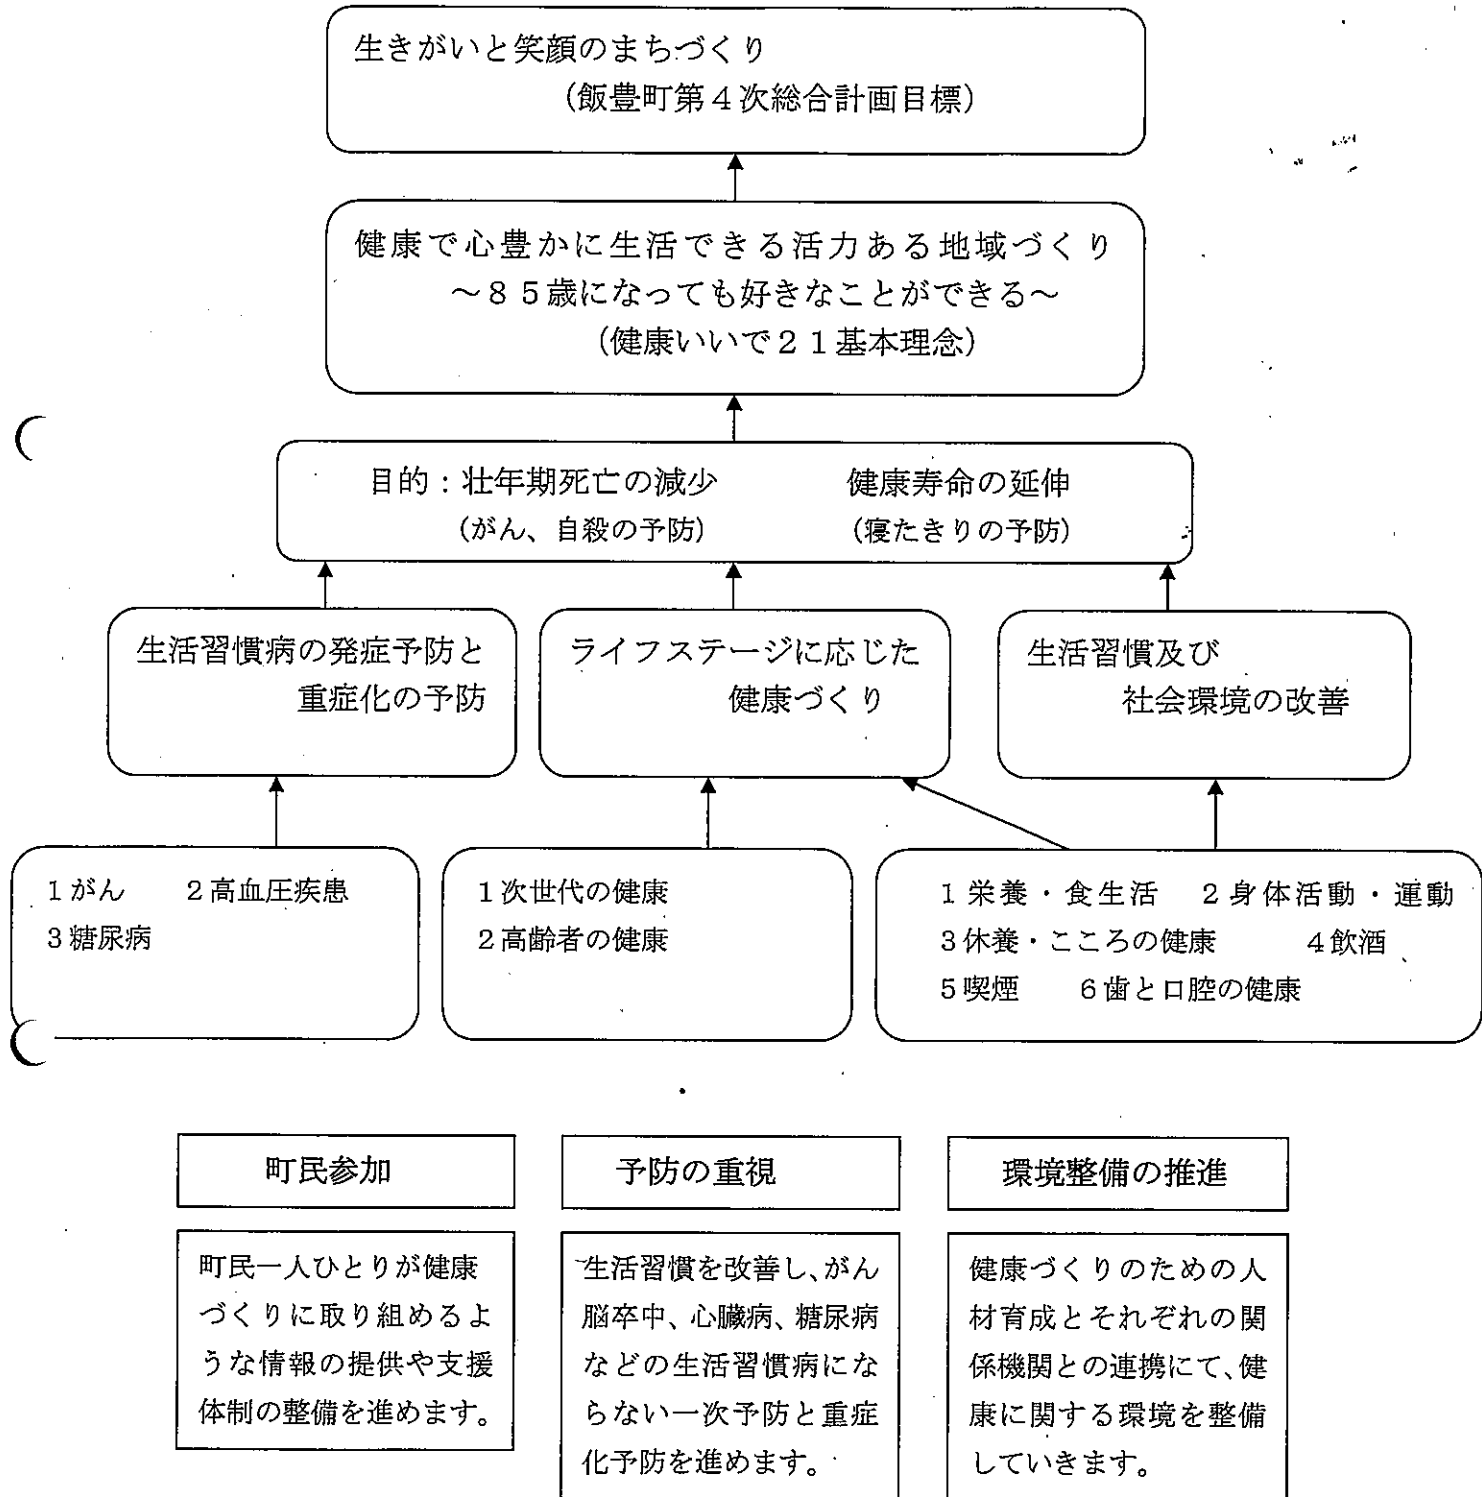 生きがいと笑顔のまちづくり
(飯豊町第4次総合計画目標)
健康で心豊かに生活できる活力ある地域づくり
～85歳になっても好きなことができる～
(健康いいで21基本理念)
目的：壮年期死亡の減少　健康寿命の延伸
(がん、自殺の予防)　(寝たきりの予防)
生活習慣病の発症予防と
重症化の予防
ライフステージに応じた
健康づくり
生活習慣及び
社会環境の改善
1がん　2高血圧疾患
3糖尿病
1次世代の健康
2高齢者の健康
1栄養・食生活　2身体活動・運動
3休養・こころの健康　4飲酒
5喫煙　6歯と口腔の健康
町民参加
町民一人ひとりが健康
づくりに取り組めるよ
うな情報の提供や支援
体制の整備を進めます。
予防の重視
生活習慣を改善し、がん
脳卒中、心臓病、糖尿病
などの生活習慣病にな
らない一次予防と重症
化予防を進めます。
環境整備の推進
健康づくりのための人
材育成とそれぞれの関
係機関との連携にて、健
康に関する環境を整備
していきます。